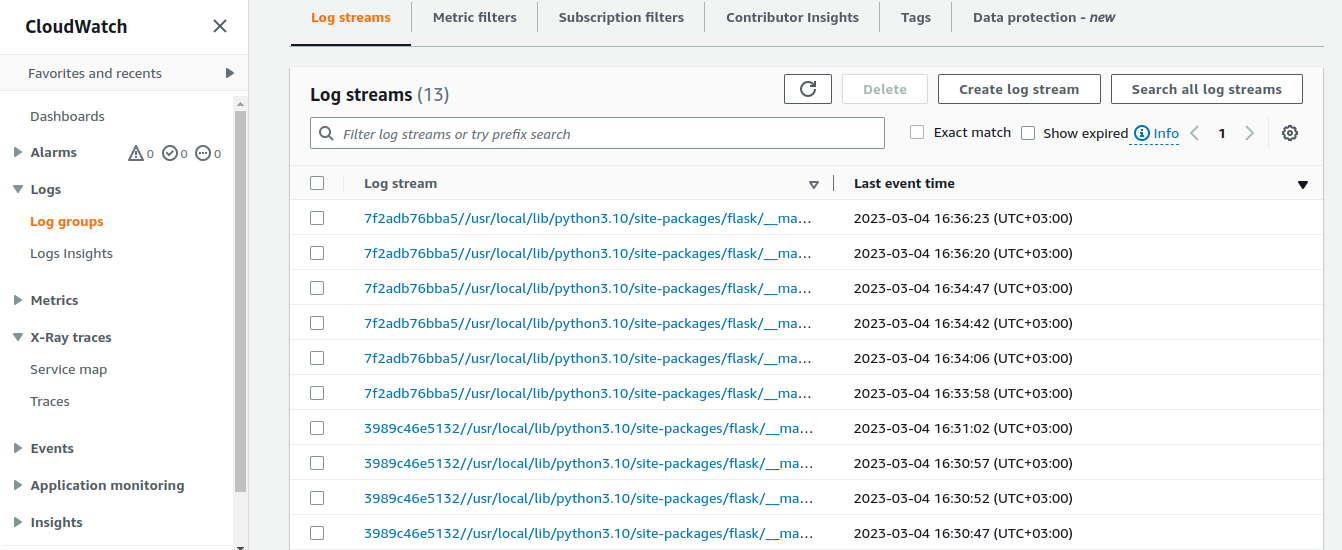 CloudWatch
Favorites and recents
Dashboards
Alarms 0 0 0
Logs
Log groups
Logs Insights
Metrics
X-Ray traces
Service map
Traces
Events
Application monitoring
Insights
Log streams Metric filters Subscription filters Contributor Insights Tags Data protection - new
Log streams (13) Delete Create log stream Search all log streams
Filter log streams or try prefix search Exact match Show expired Info 1
Log stream Last event time
7f2adb76bba5//usr/local/lib/python3.10/site-packages/flask/__ma... 2023-03-04 16:36:23 (UTC+03:00)
7f2adb76bba5//usr/local/lib/python3.10/site-packages/flask/__ma... 2023-03-04 16:36:20 (UTC+03:00)
7f2adb76bba5//usr/local/lib/python3.10/site-packages/flask/__ma... 2023-03-04 16:34:47 (UTC+03:00)
7f2adb76bba5//usr/local/lib/python3.10/site-packages/flask/__ma... 2023-03-04 16:34:42 (UTC+03:00)
7f2adb76bba5//usr/local/lib/python3.10/site-packages/flask/__ma... 2023-03-04 16:34:06 (UTC+03:00)
7f2adb76bba5//usr/local/lib/python3.10/site-packages/flask/__ma... 2023-03-04 16:33:58 (UTC+03:00)
3989c46e5132//usr/local/lib/python3.10/site-packages/flask/__ma... 2023-03-04 16:31:02 (UTC+03:00)
3989c46e5132//usr/local/lib/python3.10/site-packages/flask/__ma... 2023-03-04 16:30:57 (UTC+03:00)
3989c46e5132//usr/local/lib/python3.10/site-packages/flask/__ma... 2023-03-04 16:30:52 (UTC+03:00)
3989c46e5132//usr/local/lib/python3.10/site-packages/flask/__ma... 2023-03-04 16:30:47 (UTC+03:00)